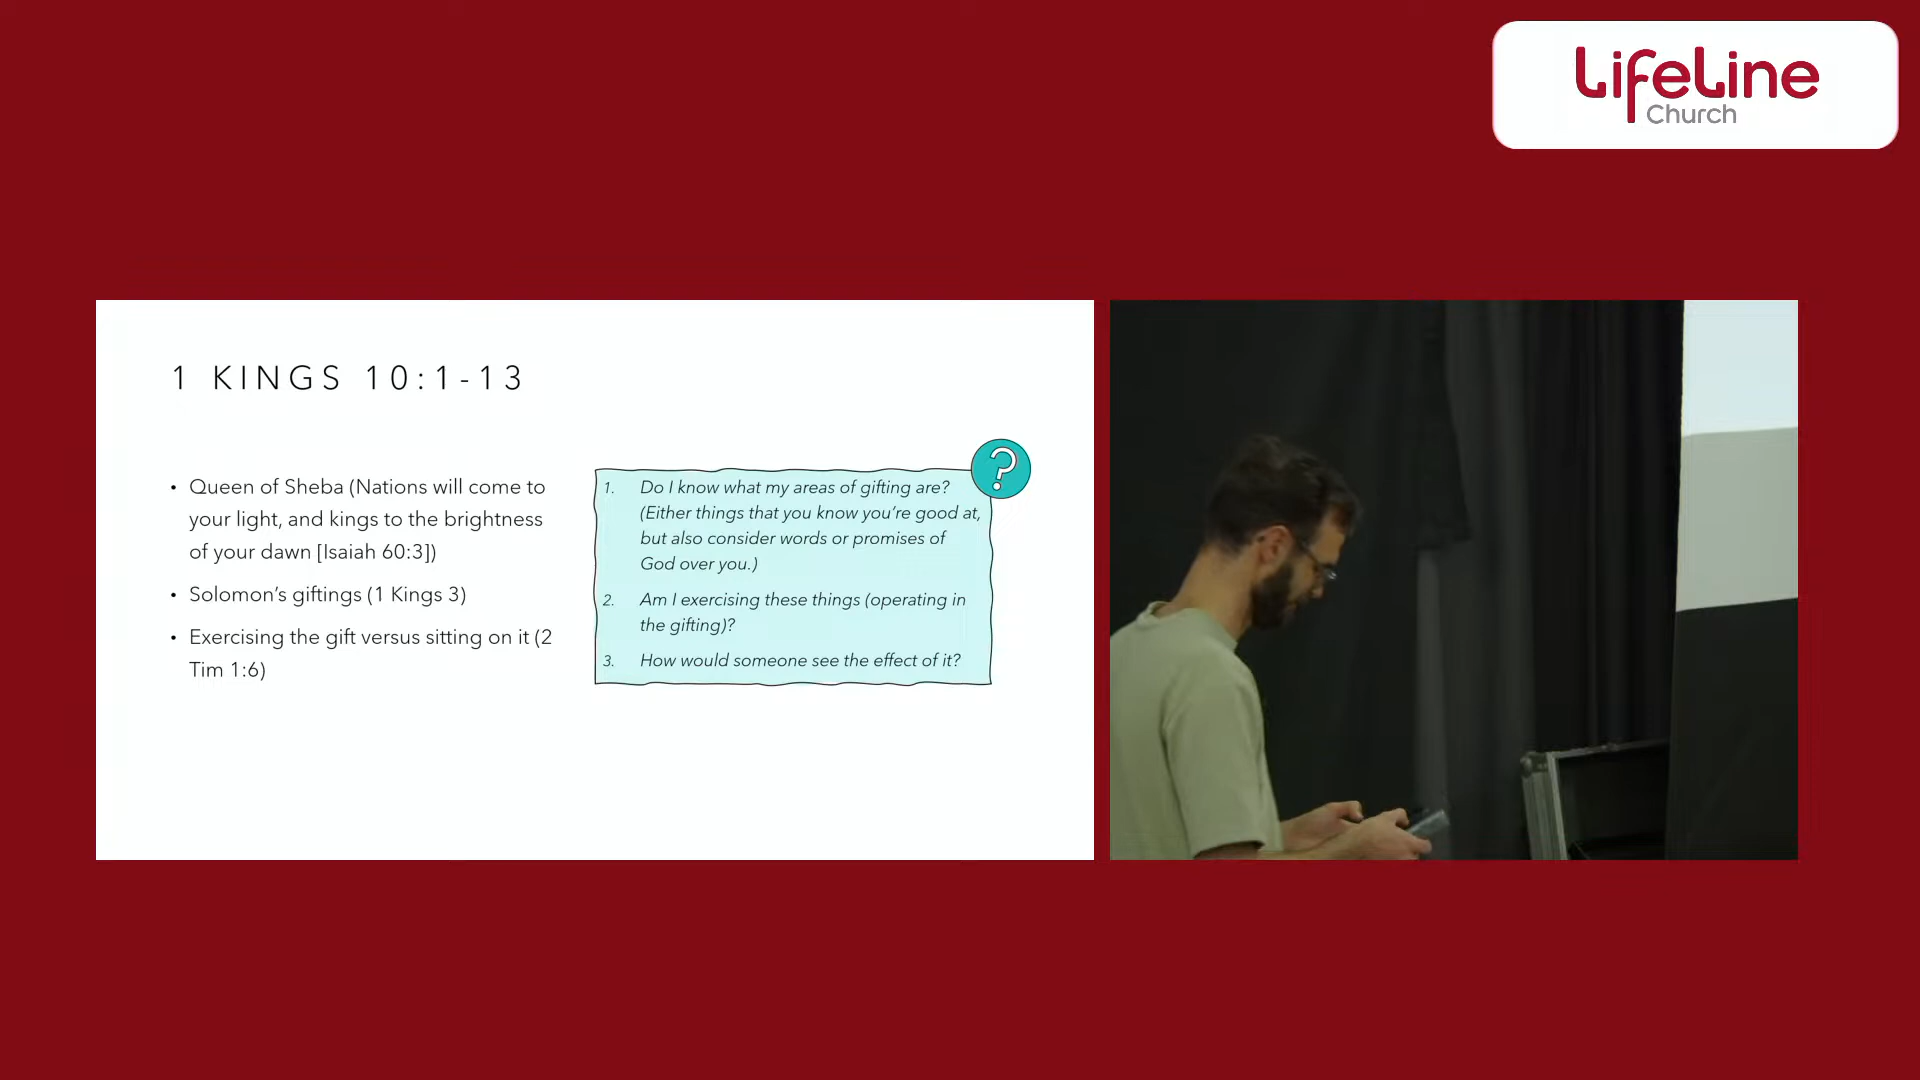 LifeLine
Church
1 KINGS 10:1-13
• Queen of Sheba (Nations will come to
your light, and kings to the brightness
of your dawn [Isaiah 60:3])
• Solomon’s giftings (1 Kings 3)
• Exercising the gift versus sitting on it (2
Tim 1:6)
?
1. Do I know what my areas of gifting are?
(Either things that you know you’re good at,
but also consider words or promises of
God over you.)
2. Am I exercising these things (operating in
the gifting)?
3. How would someone see the effect of it?